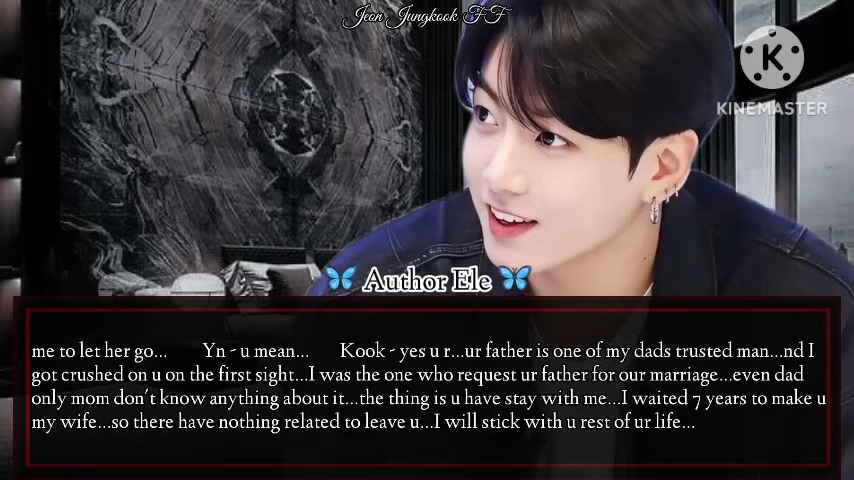 Jeon Jungkook FF
KINEMASTER
Author Ele
me to let her go... Yn - u mean... Kook - yes u r...ur father is one of my dads trusted man...nd I
got crushed on u on the first sight...I was the one who request ur father for our marriage...even dad
only mom don't know anything about it...the thing is u have stay with me...I waited 7 years to make u
my wife...so there have nothing related to leave u...I will stick with u rest of ur life...